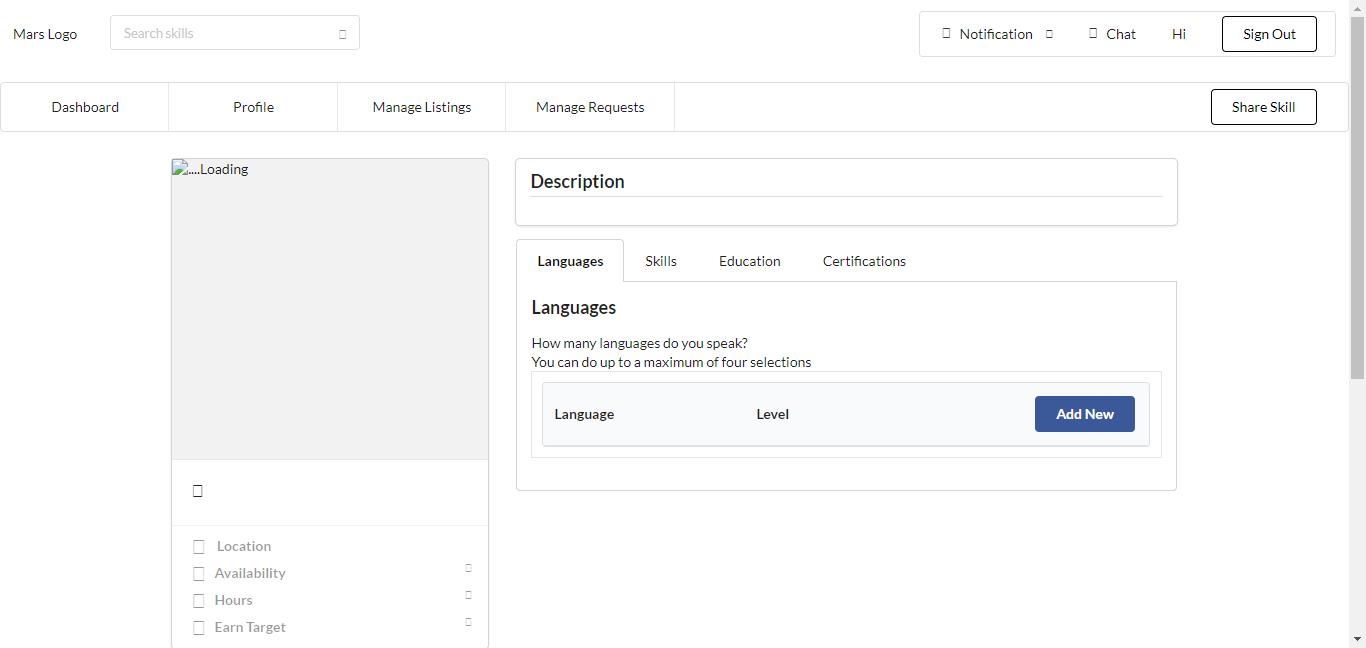 Mars Logo
Search skills
Notification
Chat
Hi
Sign Out
Dashboard
Profile
Manage Listings
Manage Requests
Share Skill
....Loading
Description
Languages
Skills
Education
Certifications
Languages
How many languages do you speak?
You can do up to a maximum of four selections
Language
Level
Add New
Location
Availability
Hours
Earn Target